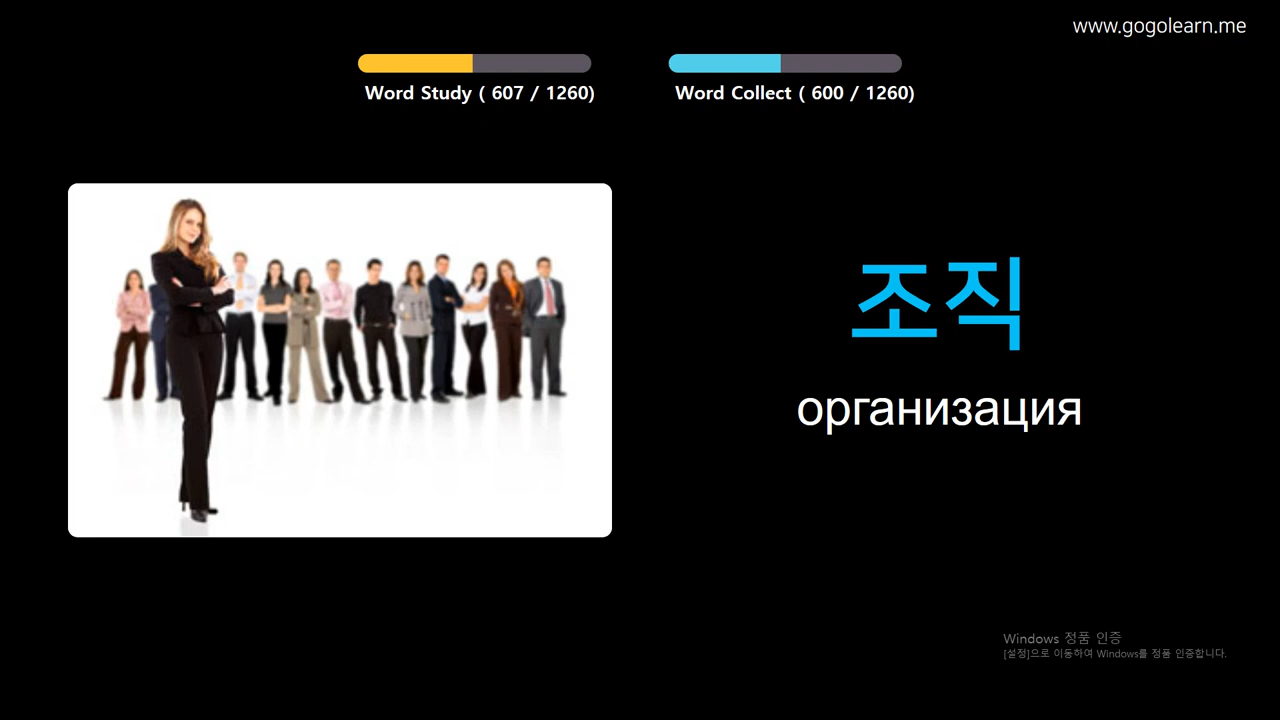 www.gogolearn.me
Word Study ( 607 / 1260)
Word Collect ( 600 / 1260)
조직
организация
Windows 정품 인증
[설정]으로 이동하여 Windows를 정품 인증합니다.